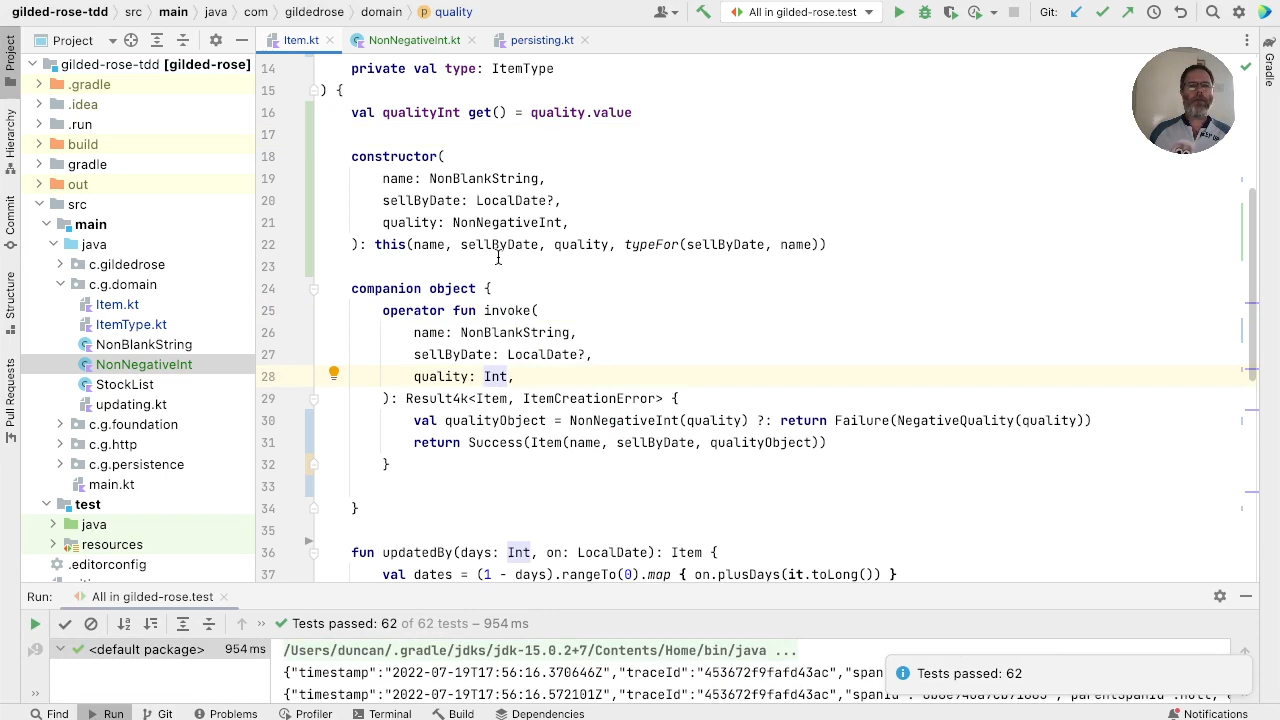 gilded-rose-tdd
src
main
java
com
gildedrose
domain
quality
All in gilded-rose.test
Git:
Project
Item.kt
NonNegativeInt.kt
persisting.kt
Project
Hierarchy
Commit
Structure
Pull Requests
Gradle
gilded-rose-tdd [gilded-rose]
.gradle
.idea
.run
build
gradle
out
src
main
java
c.gildedrose
c.g.domain
Item.kt
ItemType.kt
NonBlankString
NonNegativeInt
StockList
updating.kt
c.g.foundation
c.g.http
c.g.persistence
main.kt
test
java
resources
.editorconfig
14 private val type: ItemType
15 ) {
16 val qualityInt get() = quality.value
17
18 constructor(
19 name: NonBlankString,
20 sellByDate: LocalDate?,
21 quality: NonNegativeInt,
22 ): this(name, sellByDate, quality, typeFor(sellByDate, name))
23
24 companion object {
25 operator fun invoke(
26 name: NonBlankString,
27 sellByDate: LocalDate?,
28 quality: Int,
29 ): Result4k<Item, ItemCreationError> {
30 val qualityObject = NonNegativeInt(quality) ?: return Failure(NegativeQuality(quality))
31 return Success(Item(name, sellByDate, qualityObject))
32 }
33
34 }
35
36 fun updatedBy(days: Int, on: LocalDate): Item {
37 val dates = (1 - days).rangeTo(0).map { on.plusDays(it.toLong()) }
Run: All in gilded-rose.test
Tests passed: 62 of 62 tests – 954 ms
<default package> 954 ms
/Users/duncan/.gradle/jdks/jdk-15.0.2+7/Contents/Home/bin/java ...
{"timestamp":"2022-07-19T17:56:16.370646Z","traceId":"453672f9fafd43ac","span
{"timestamp":"2022-07-19T17:56:16.572101Z","traceId":"453672f9fafd43ac",
Tests passed: 62
Find
Run
Git
Problems
Profiler
Terminal
Build
Dependencies
Notifications